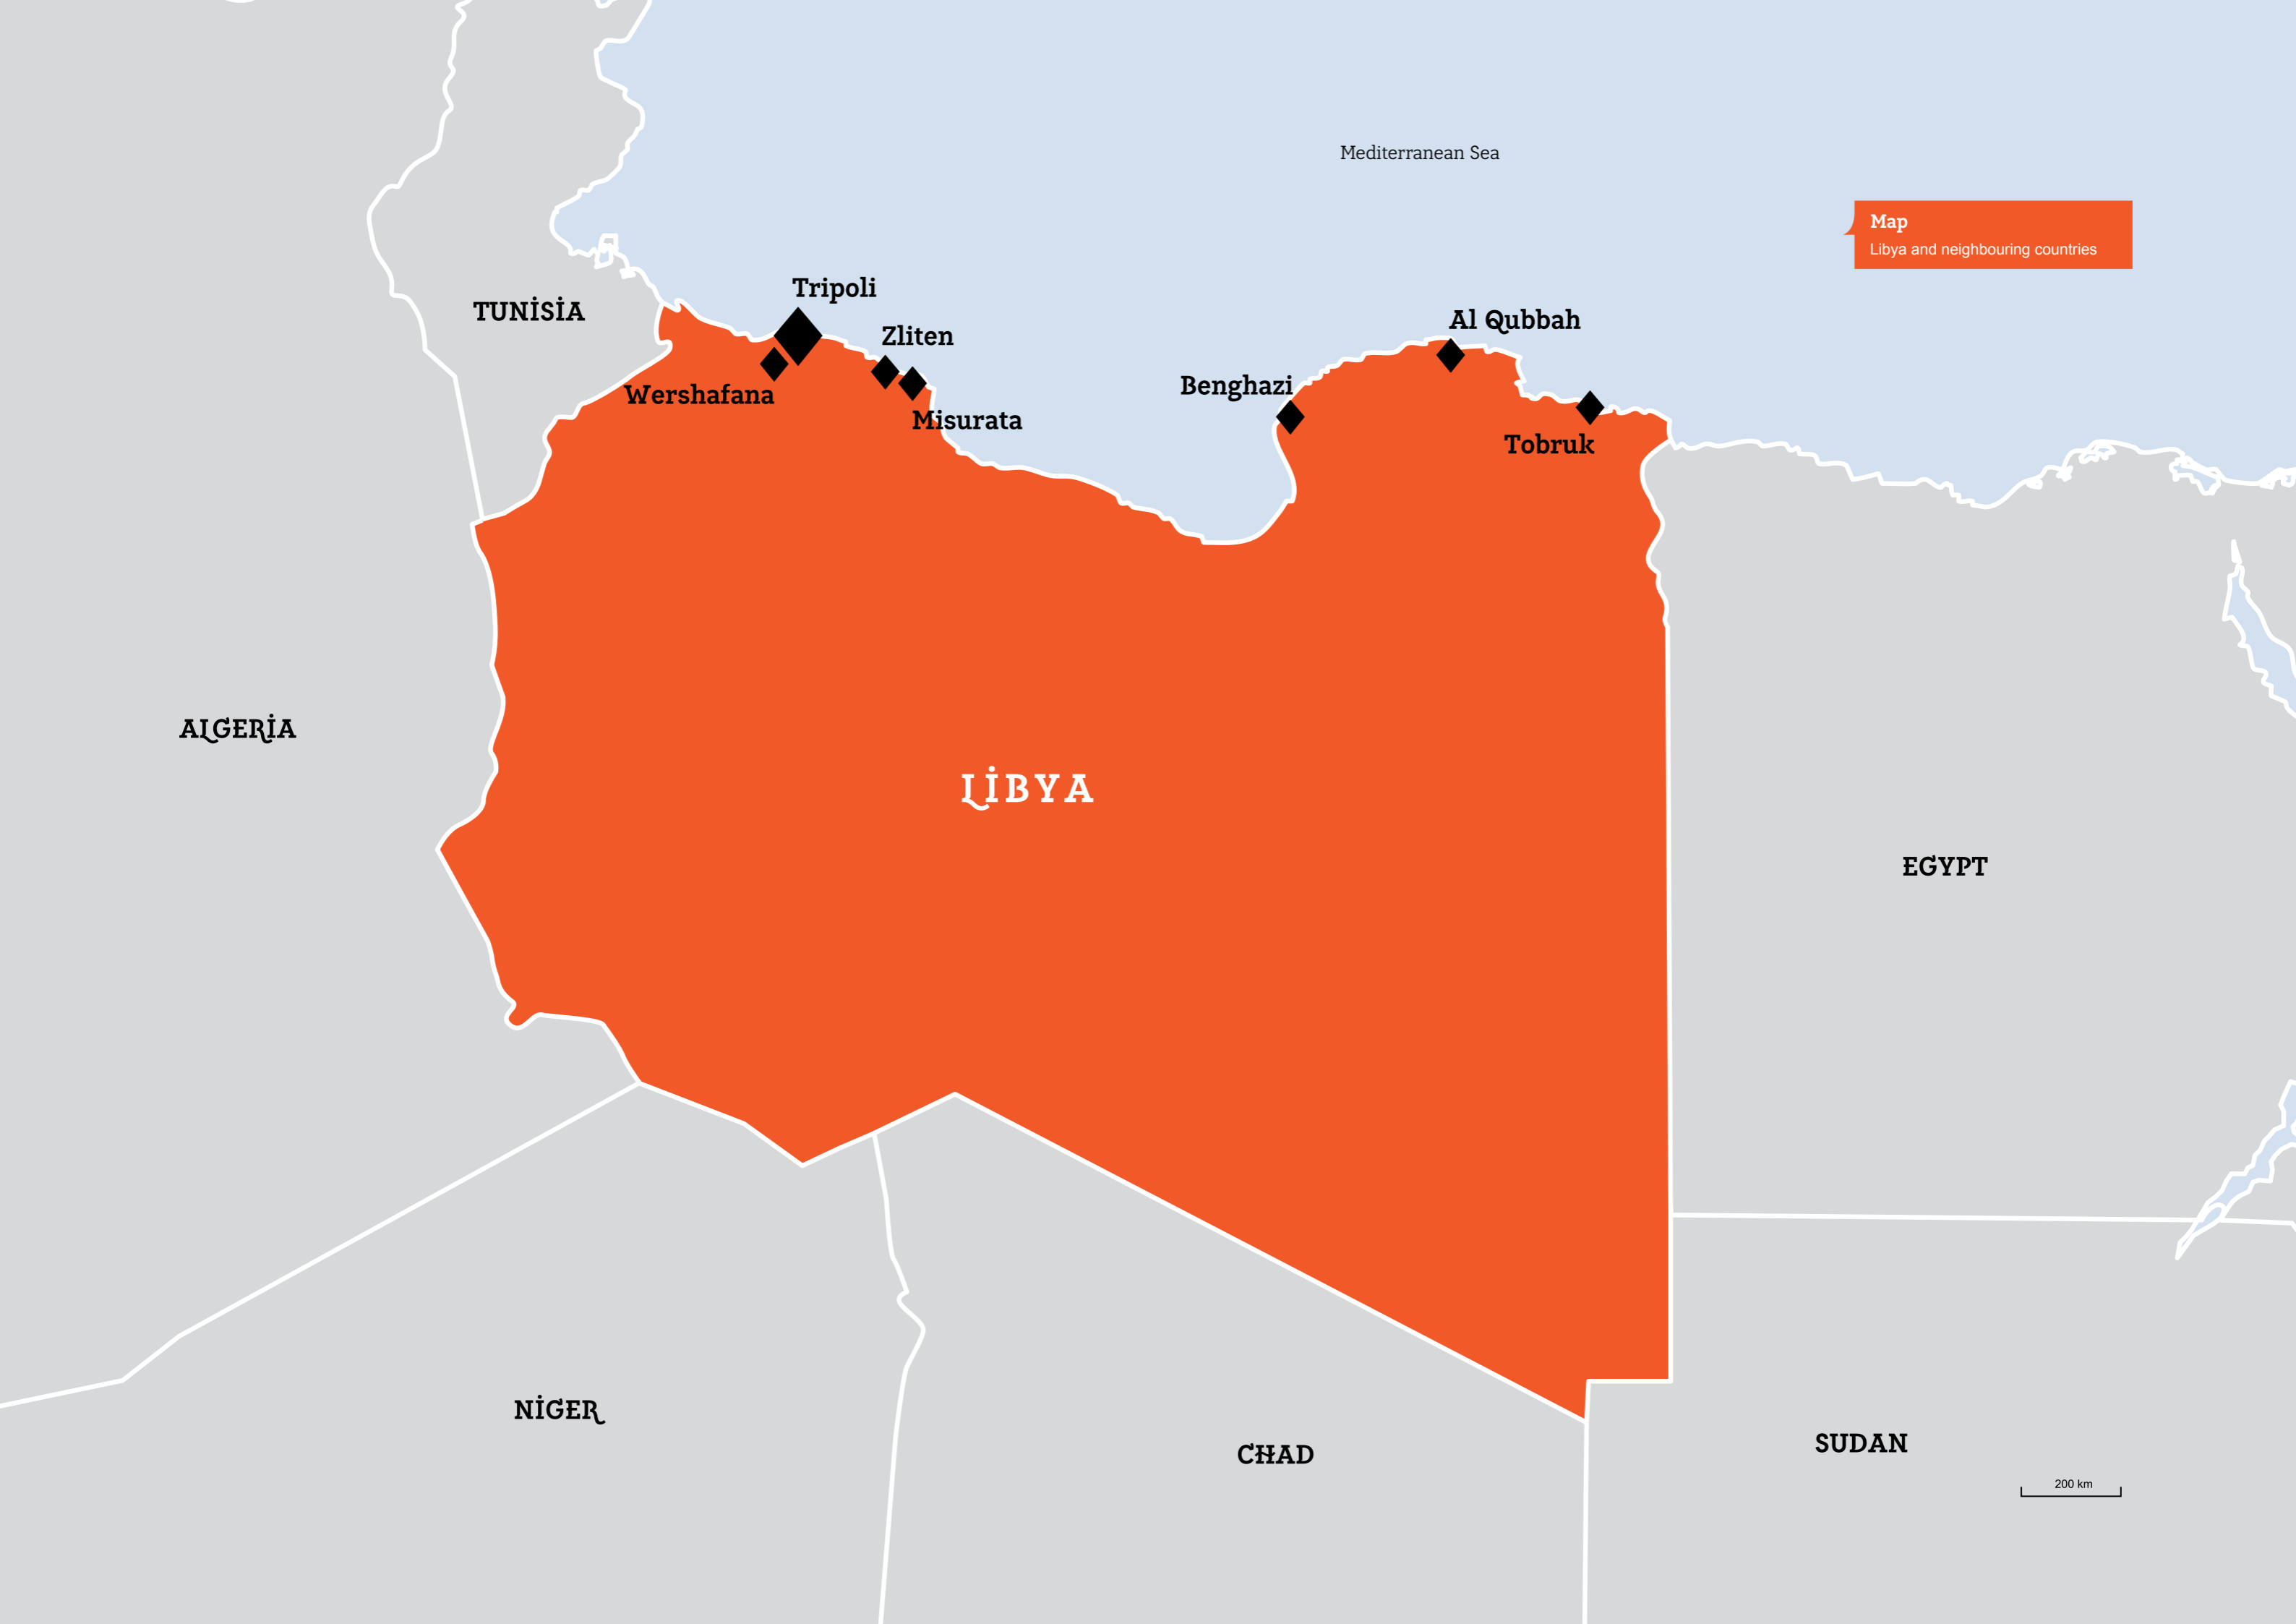 Mediterranean Sea
Map
Libya and neighbouring countries
Tripoli
TUNİSİA
Zliten
Al Qubbah
Wershafana
Benghazi
Misurata
Tobruk
ALGERİA
LİBYA
EGYPT
NİGER
CHAD
SUDAN
200 km